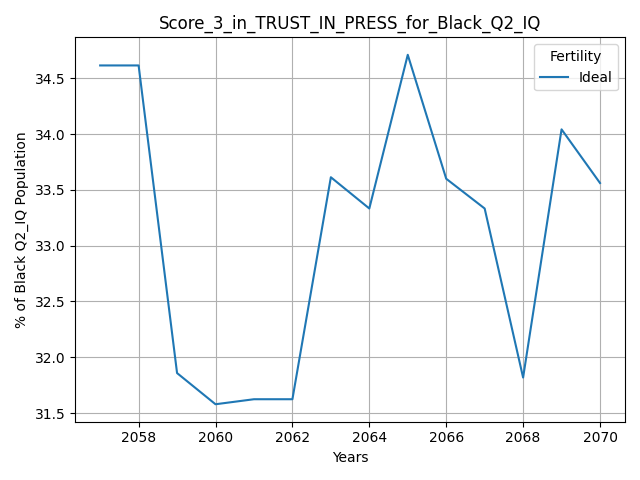 Score_3_in_TRUST_IN_PRESS_for_Black_Q2_IQ
Fertility
Ideal
% of Black Q2_IQ Population
34.5
34.0
33.5
33.0
32.5
32.0
31.5
2058 2060 2062 2064 2066 2068 2070
Years